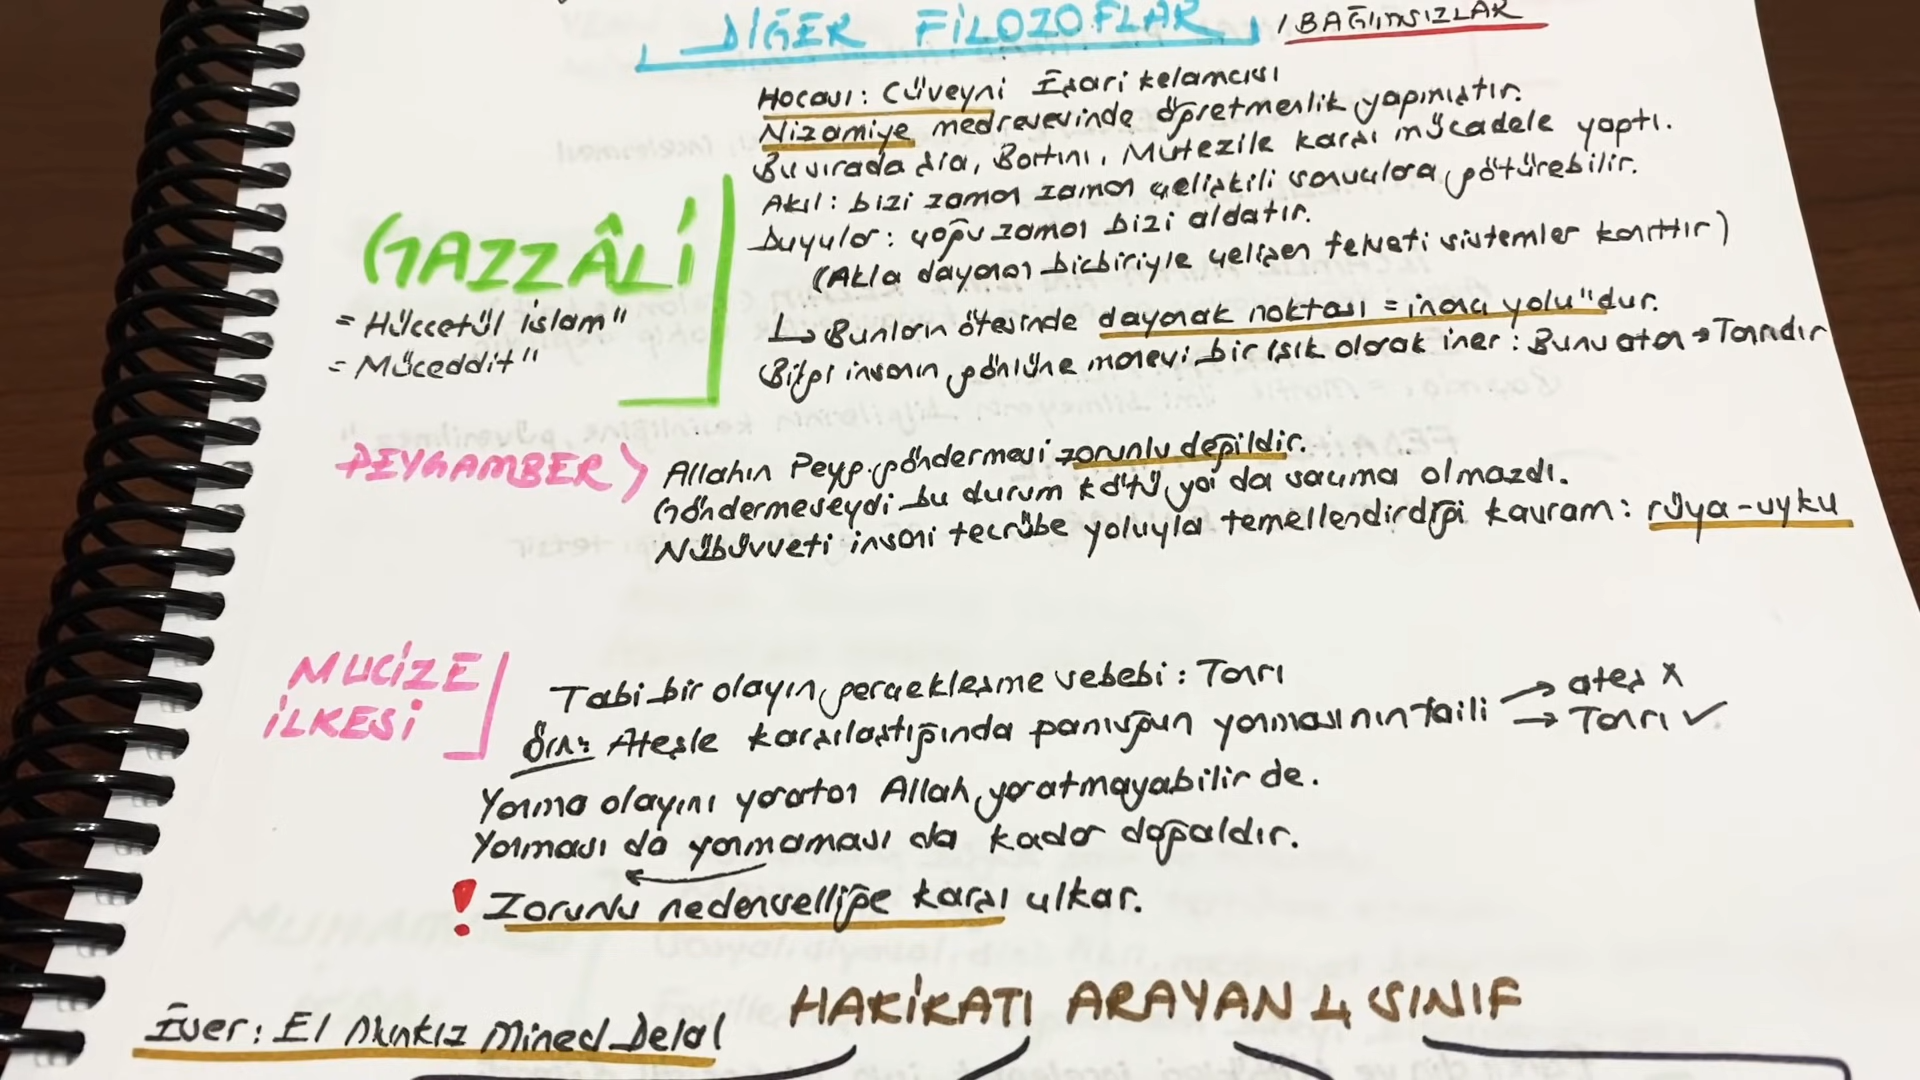 DİĞER FİLOZOFLAR / BAĞIMSIZLAR
Hocası: Cüveyni Eşari kelamcısı
Nizamiye medresesinde öğretmenlik yapmıştır.
Bu sırada şia, Batıni, Mutezile karşı mücadele yaptı.
Akıl: bizi zaman zaman çelişkili sonuçlara götürebilir.
Duyular: çoğu zaman bizi aldatır.
(Akla dayanan birbiriyle çelişen felsefi sistemler kanıttır)
GAZZÂLİ
= Hüccetül islam"
= Müceddit"
↳ Bunların ötesinde dayanak noktası = inanç yolu"dur.
Bilgi insanın gönlüne manevi bir ışık olarak iner: Bunu atan → Tanrıdır
PEYGAMBER >
Allahın Peyg. göndermesi zorunlu değildir.
Göndermeseydi bu durum kötü ya da saçma olmazdı.
Nübüvveti insani tecrübe yoluyla temellendirdiği kavram: rüya-uyku
MUCİZE
İLKESİ
Tabi bir olayın gerçekleşme sebebi: Tanrı
Örn: Ateşle karşılaştığında pamuğun yanmasının faili → ateş X
→ Tanrı ✓
Yanma olayını yaratan Allah, yaratmayabilir de.
Yanması da yanmaması da kadar doğaldır.
! Zorunlu nedenselliğe karşı çıkar.
HAKİKATI ARAYAN 4 SINIF
Eser: El Munkız Mined Delal